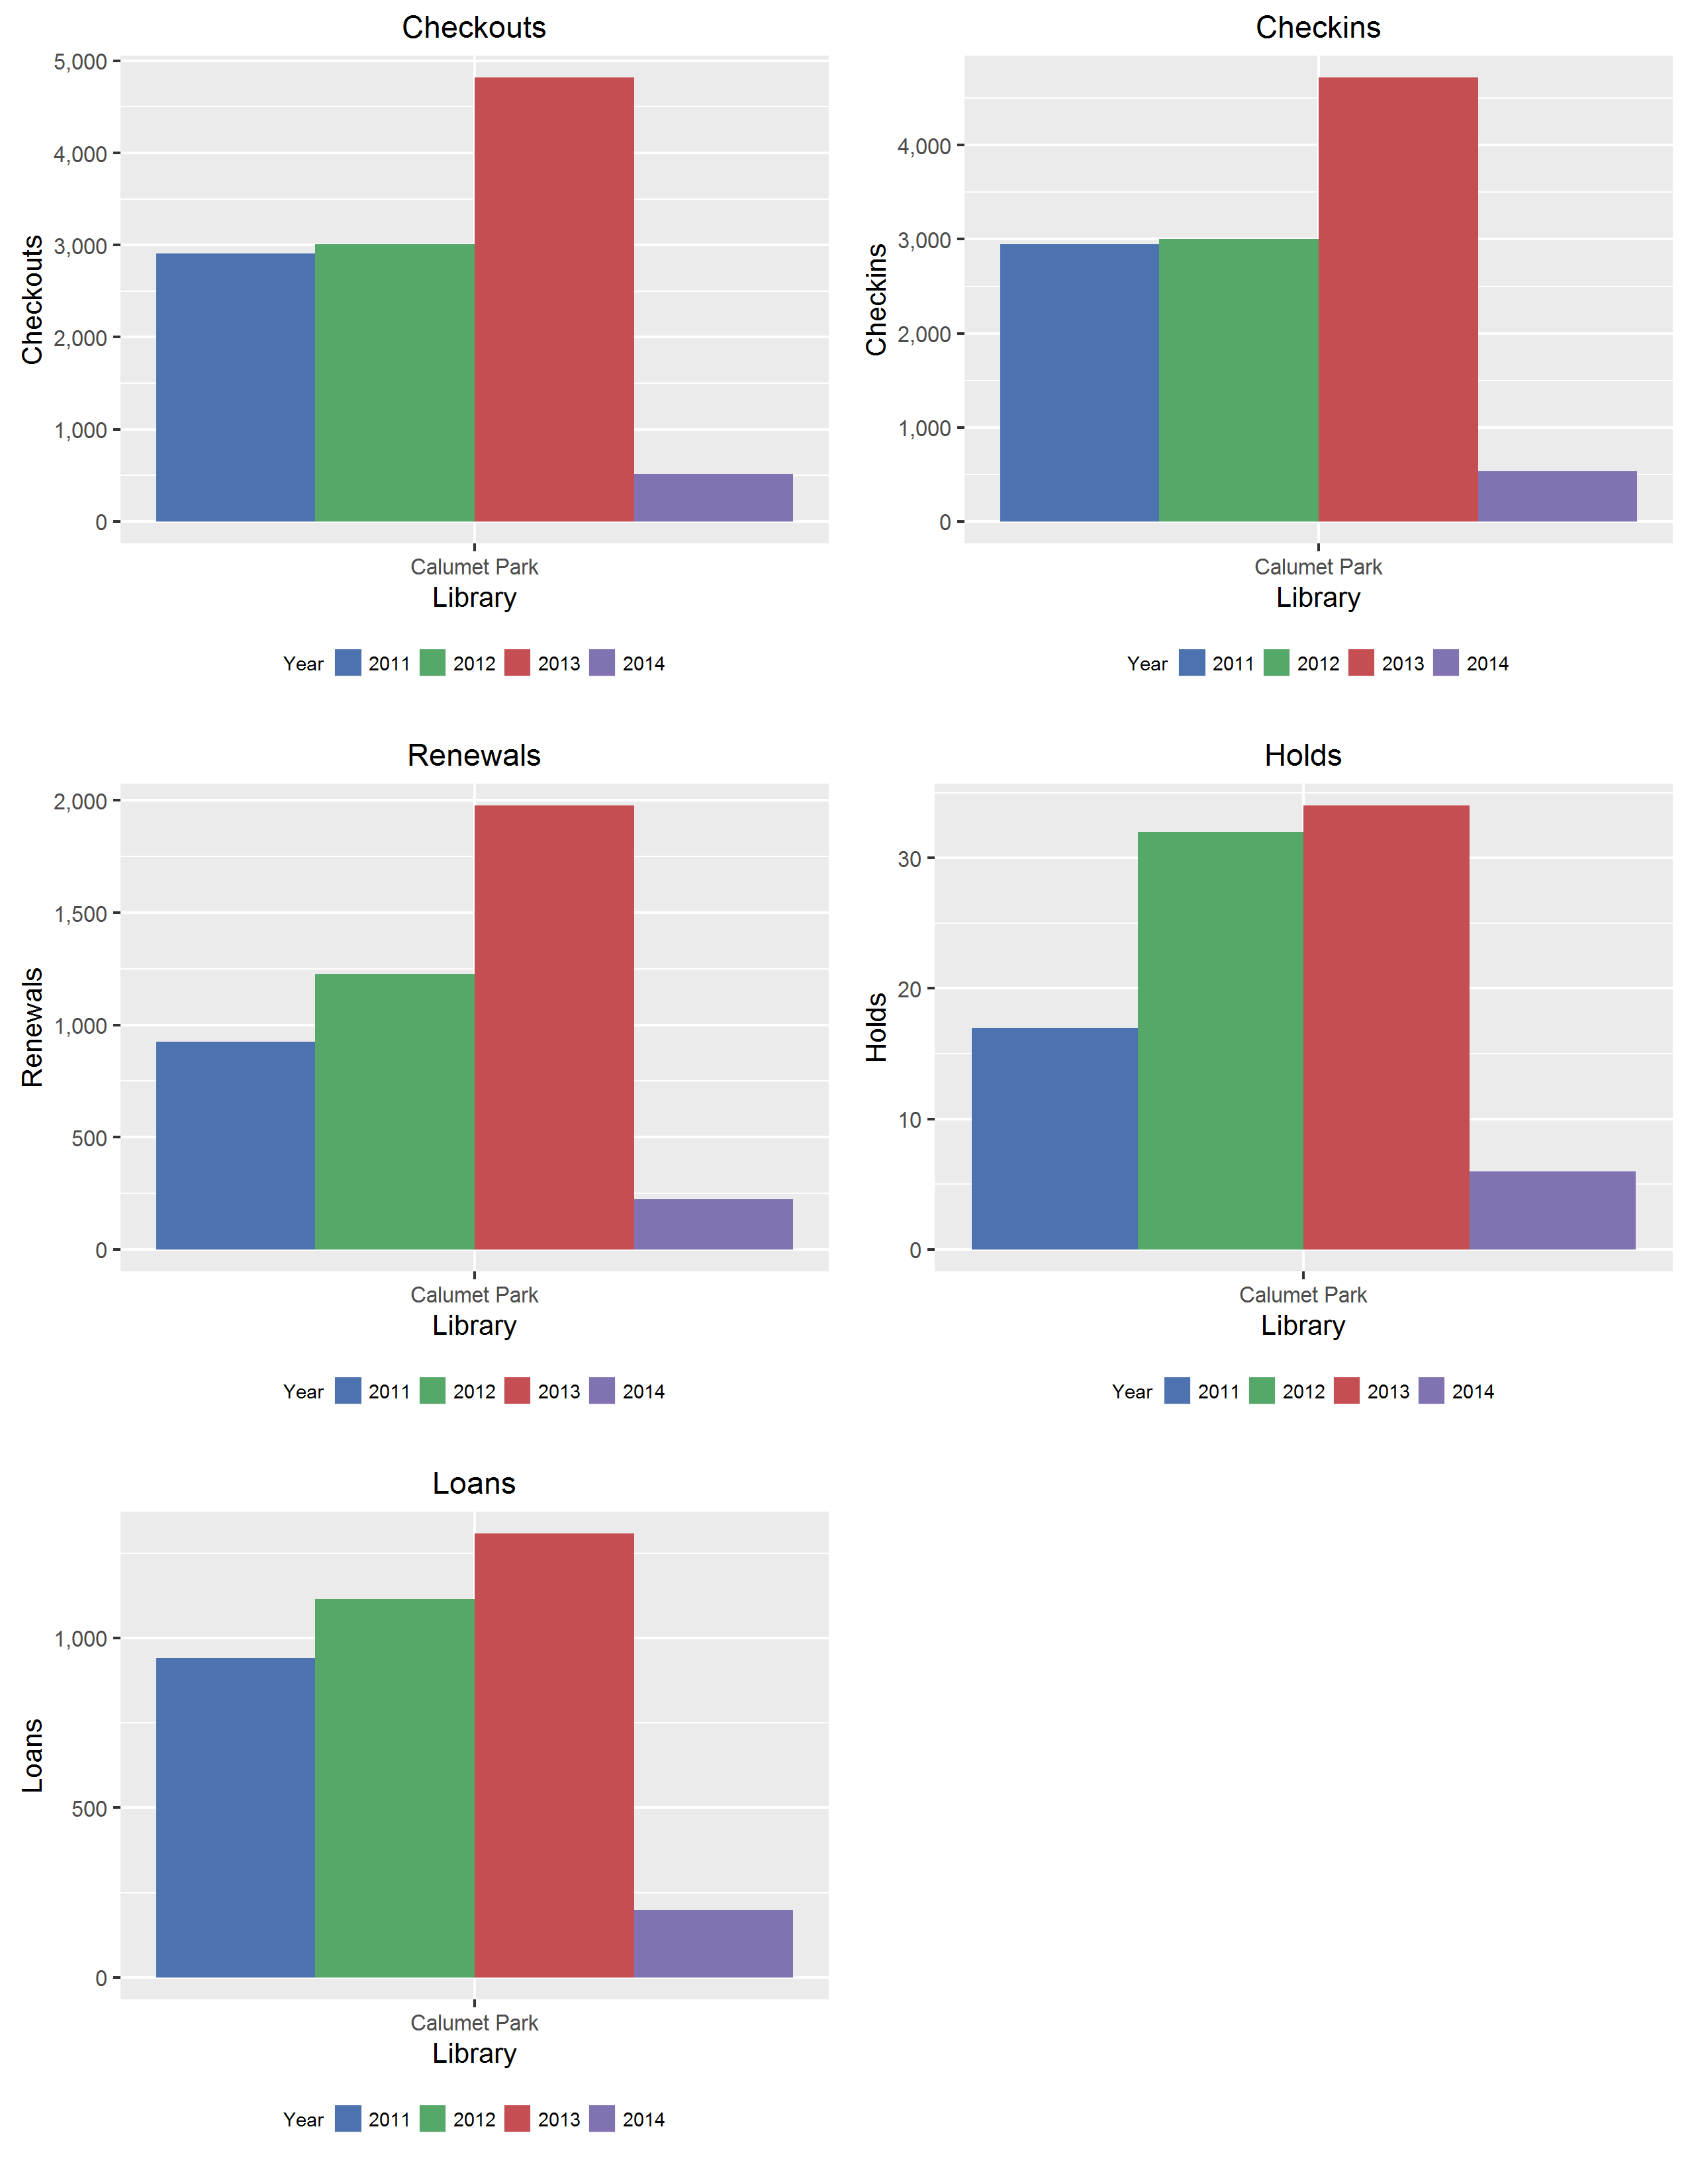 Checkouts
5,000
4,000
3,000
2,000
1,000
0
Checkouts
Calumet Park
Library
Year 2011 2012 2013 2014
Checkins
4,000
3,000
2,000
1,000
0
Checkins
Calumet Park
Library
Year 2011 2012 2013 2014
Renewals
2,000
1,500
1,000
500
0
Renewals
Calumet Park
Library
Year 2011 2012 2013 2014
Holds
30
20
10
0
Holds
Calumet Park
Library
Year 2011 2012 2013 2014
Loans
1,000
500
0
Loans
Calumet Park
Library
Year 2011 2012 2013 2014